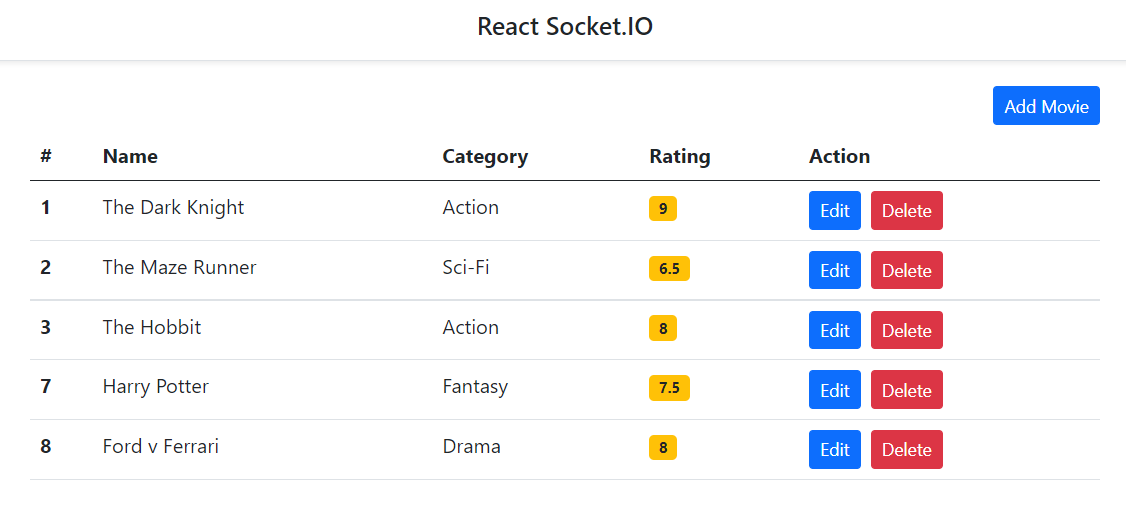 React Socket.IO
Add Movie
# Name Category Rating Action
1 The Dark Knight Action 9 Edit Delete
2 The Maze Runner Sci-Fi 6.5 Edit Delete
3 The Hobbit Action 8 Edit Delete
7 Harry Potter Fantasy 7.5 Edit Delete
8 Ford v Ferrari Drama 8 Edit Delete